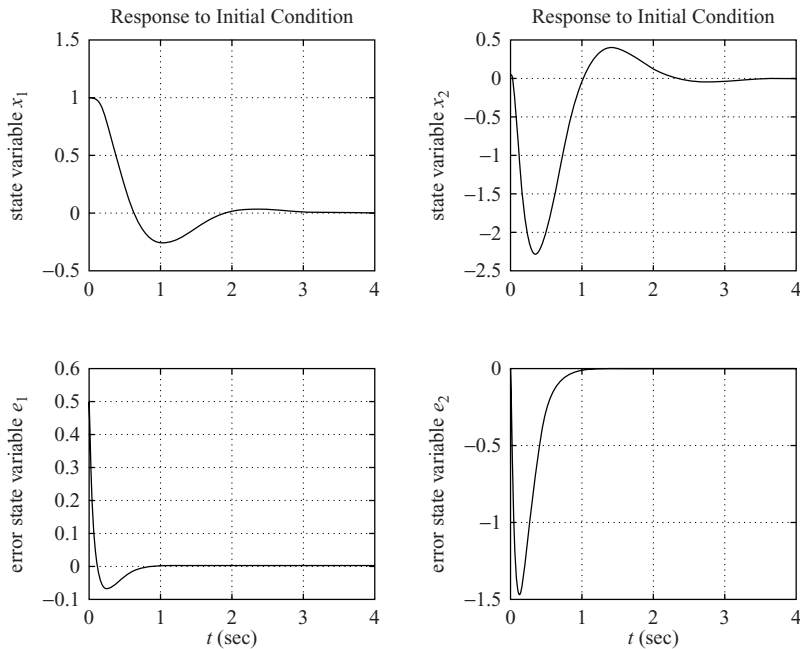 Response to Initial Condition
1.5
1
0.5
0
−0.5
0 1 2 3 4
state variable x1
Response to Initial Condition
0.5
0
−0.5
−1
−1.5
−2
−2.5
0 1 2 3 4
state variable x2
0.6
0.5
0.4
0.3
0.2
0.1
0
−0.1
0 1 2 3 4
error state variable e1
t (sec)
0
−0.5
−1
−1.5
0 1 2 3 4
error state variable e2
t (sec)